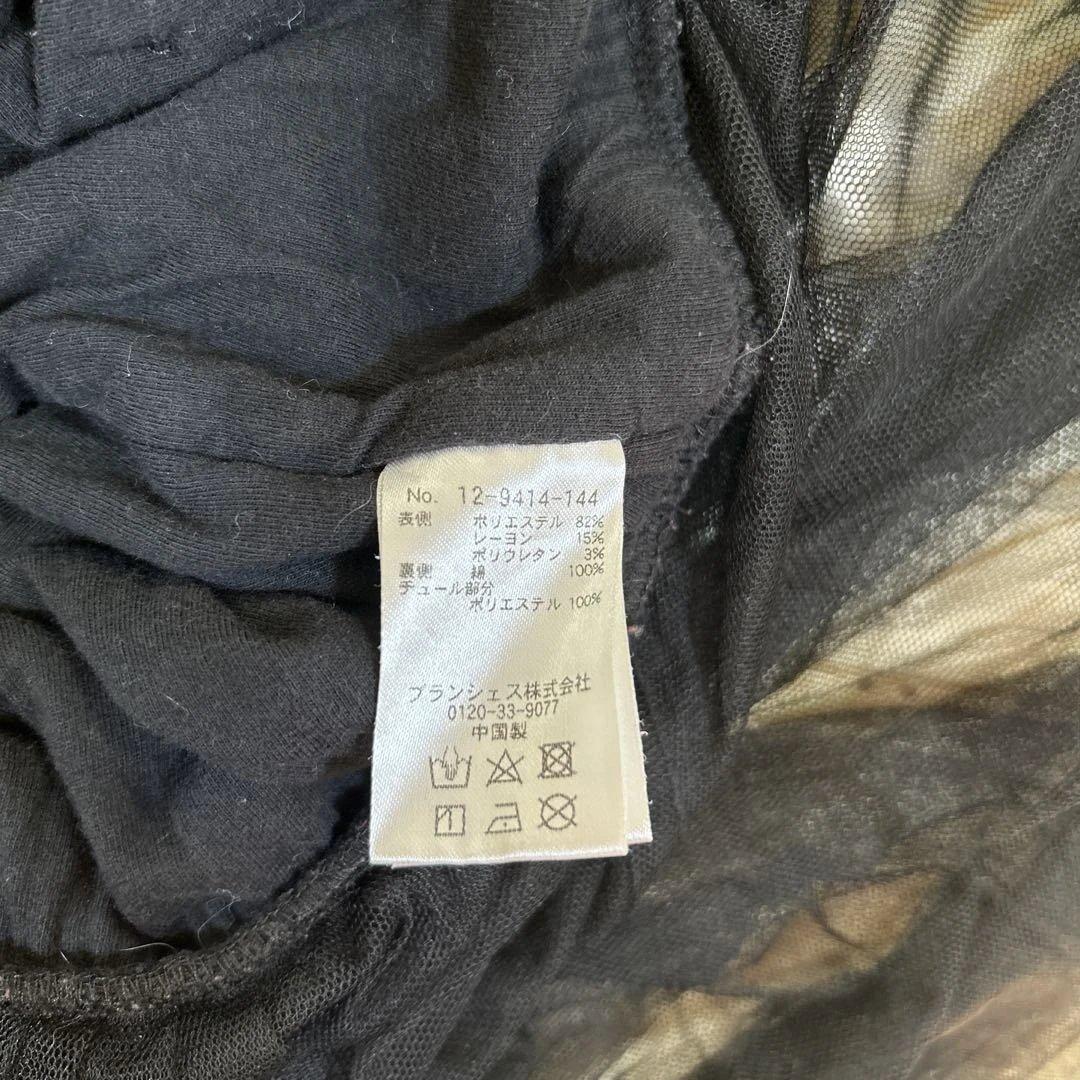 No. 12-9414-144
表側 ポリエステル 82%
レーヨン 15%
ポリウレタン 3%
裏側 綿 100%
チュール部分
ポリエステル 100%
ブランシェス株式会社
0120-33-9077
中国製